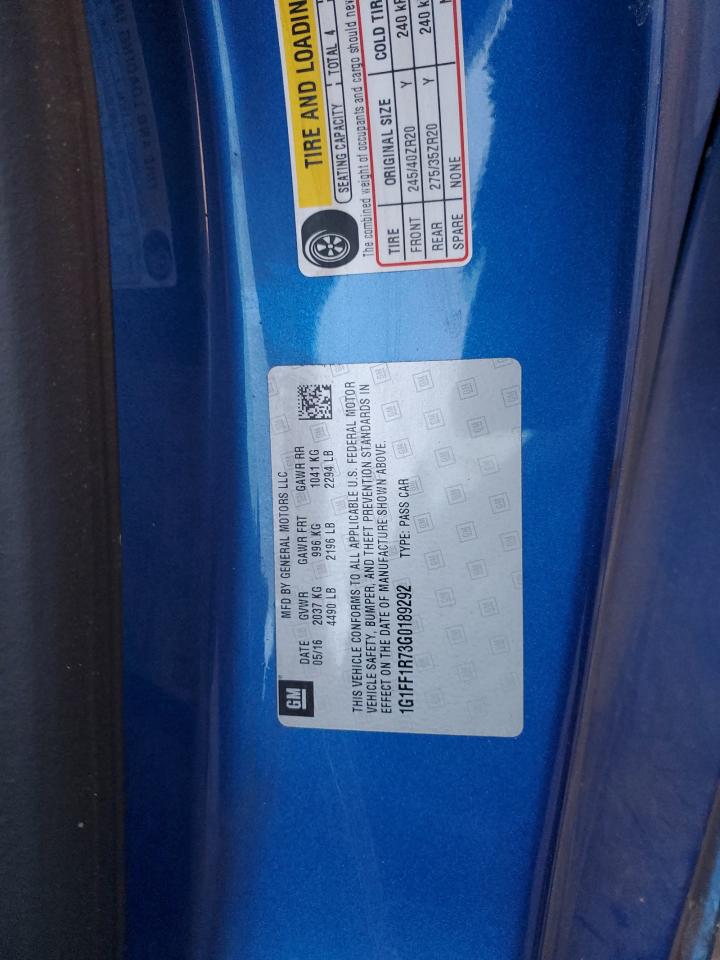 TIRE AND LOADIN
SEATING CAPACITY TOTAL 4
The combined weight of occupants and cargo should nev
TIRE ORIGINAL SIZE COLD TIR
FRONT 245/40ZR20 Y 240 k
REAR 275/35ZR20 Y 240 k
SPARE NONE
GM
MFD BY GENERAL MOTORS LLC
DATE GVWR GAWR FRT GAWR RR
05/16 2037 KG 996 KG 1041 KG
4490 LB 2196 LB 2294 LB
THIS VEHICLE CONFORMS TO ALL APPLICABLE U.S. FEDERAL MOTOR
VEHICLE SAFETY, BUMPER, AND THEFT PREVENTION STANDARDS IN
EFFECT ON THE DATE OF MANUFACTURE SHOWN ABOVE.
1G1FF1R73G0189292 TYPE: PASS CAR